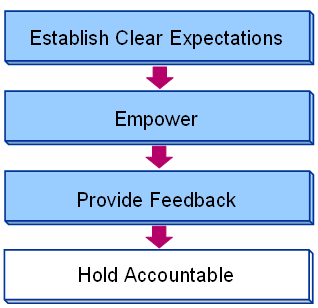 Establish Clear Expectations
Empower
Provide Feedback
Hold Accountable